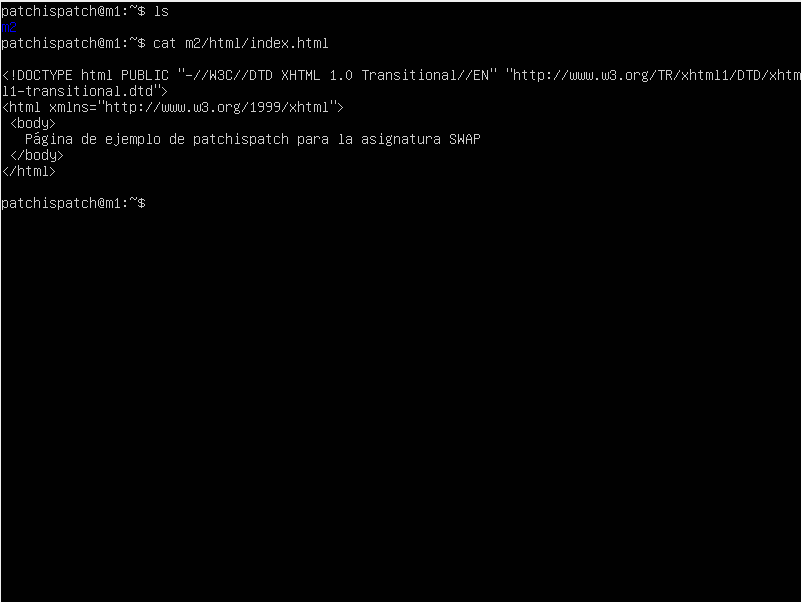 patchispatch@m1:~$ ls
m2
patchispatch@m1:~$ cat m2/html/index.html
<!DOCTYPE html PUBLIC "-//W3C//DTD XHTML 1.0 Transitional//EN" "http://www.w3.org/TR/xhtml1/DTD/xhtm
l1-transitional.dtd">
<html xmlns="http://www.w3.org/1999/xhtml">
<body>
Página de ejemplo de patchispatch para la asignatura SWAP
</body>
</html>
patchispatch@m1:~$